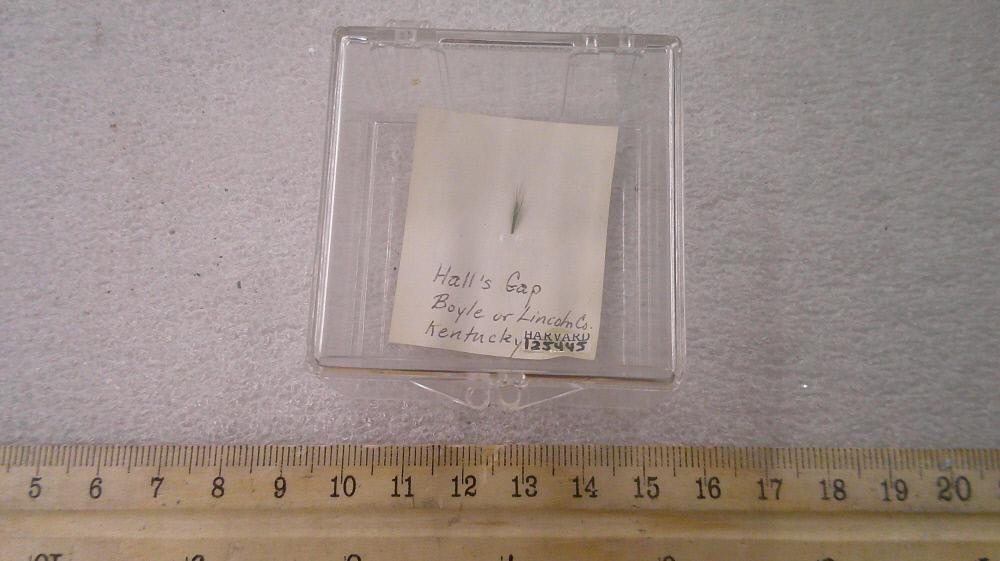 Hall's Gap
Boyle or Lincoln Co.
Kentucky
HARVARD
125445
5 6 7 8 9 10 11 12 13 14 15 16 17 18 19 20